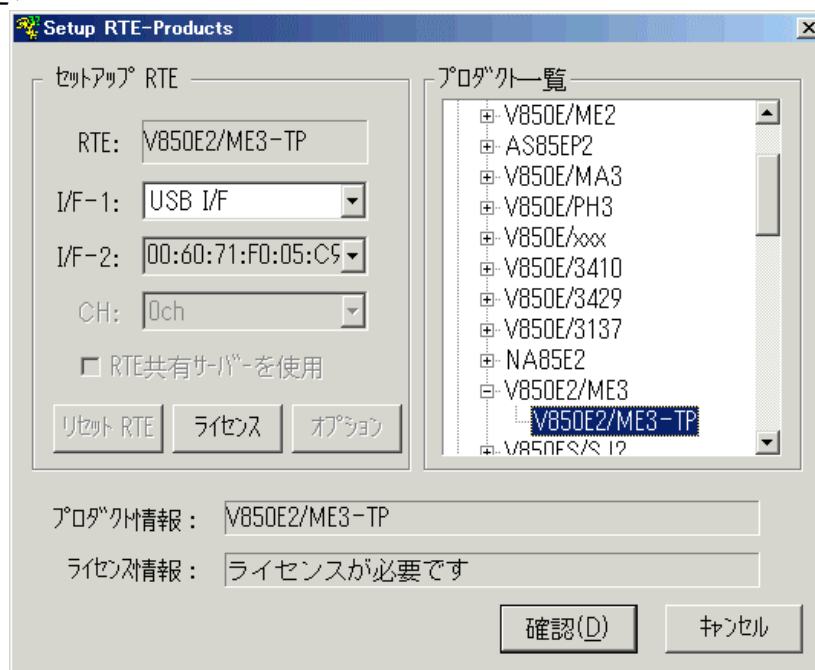 Setup RTE-Products
ｾｯﾄｱｯﾌﾟ RTE
RTE: V850E2/ME3-TP
I/F-1: USB I/F
I/F-2: 00:60:71:F0:05:C9
CH: 0ch
RTE共有ｻｰﾊﾞｰを使用
ﾘｾｯﾄ RTE
ﾗｲｾﾝｽ
ｵﾌﾟｼｮﾝ
ﾌﾟﾛﾀﾞｸﾄ一覧
V850E/ME2
AS85EP2
V850E/MA3
V850E/PH3
V850E/xxx
V850E/3410
V850E/3429
V850E/3137
NA85E2
V850E2/ME3
V850E2/ME3-TP
V850ES/SJ2
ﾌﾟﾛﾀﾞｸﾄ情報： V850E2/ME3-TP
ﾗｲｾﾝｽ情報： ライセンスが必要です
確認(D)
ｷｬﾝｾﾙ